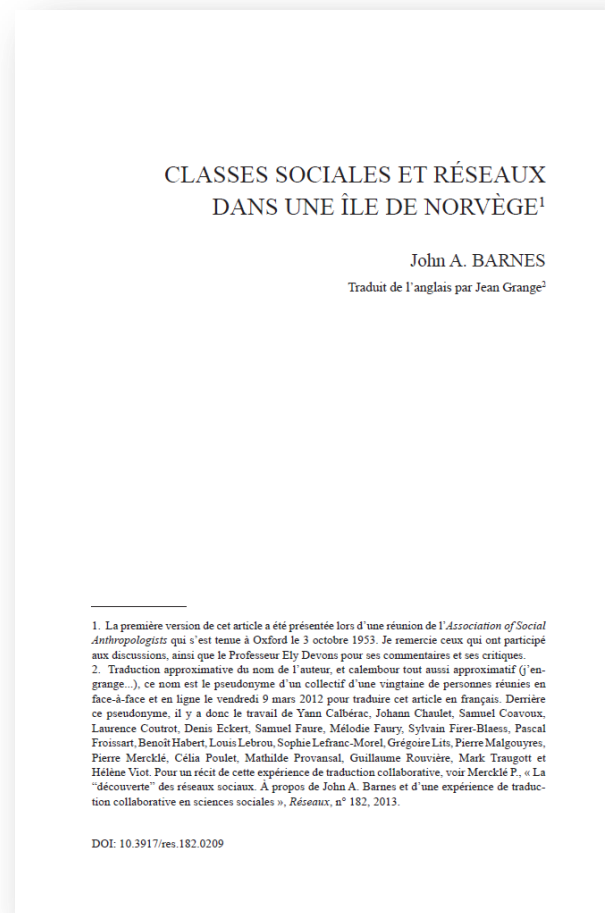 CLASSES SOCIALES ET RÉSEAUX
DANS UNE ÎLE DE NORVÈGE1
John A. BARNES
Traduit de l'anglais par Jean Grange2
1. La première version de cet article a été présentée lors d'une réunion de l'Association of Social
Anthropologists qui s'est tenue à Oxford le 3 octobre 1953. Je remercie ceux qui ont participé
aux discussions, ainsi que le Professeur Ely Devons pour ses commentaires et ses critiques.
2. Traduction approximative du nom de l'auteur, et calembour tout aussi approximatif (j'en-
grange...), ce nom est le pseudonyme d'un collectif d'une vingtaine de personnes réunies en
face-à-face et en ligne le vendredi 9 mars 2012 pour traduire cet article en français. Derrière
ce pseudonyme, il y a donc le travail de Yann Calbérac, Johann Chaulet, Samuel Coavoux,
Laurence Coutrot, Denis Eckert, Samuel Faure, Mélodie Faury, Sylvain Firer-Blaess, Pascal
Froissart, Benoît Habert, Louis Lebrou, Sophie Lefranc-Morel, Grégoire Lits, Pierre Malgouyres,
Pierre Mercklé, Célia Poulet, Mathilde Provansal, Guillaume Rouvière, Mark Traugott et
Hélène Viot. Pour un récit de cette expérience de traduction collaborative, voir Mercklé P., « La
"découverte" des réseaux sociaux. À propos de John A. Barnes et d'une expérience de traduc-
tion collaborative en sciences sociales », Réseaux, n° 182, 2013.
DOI: 10.3917/res.182.0209